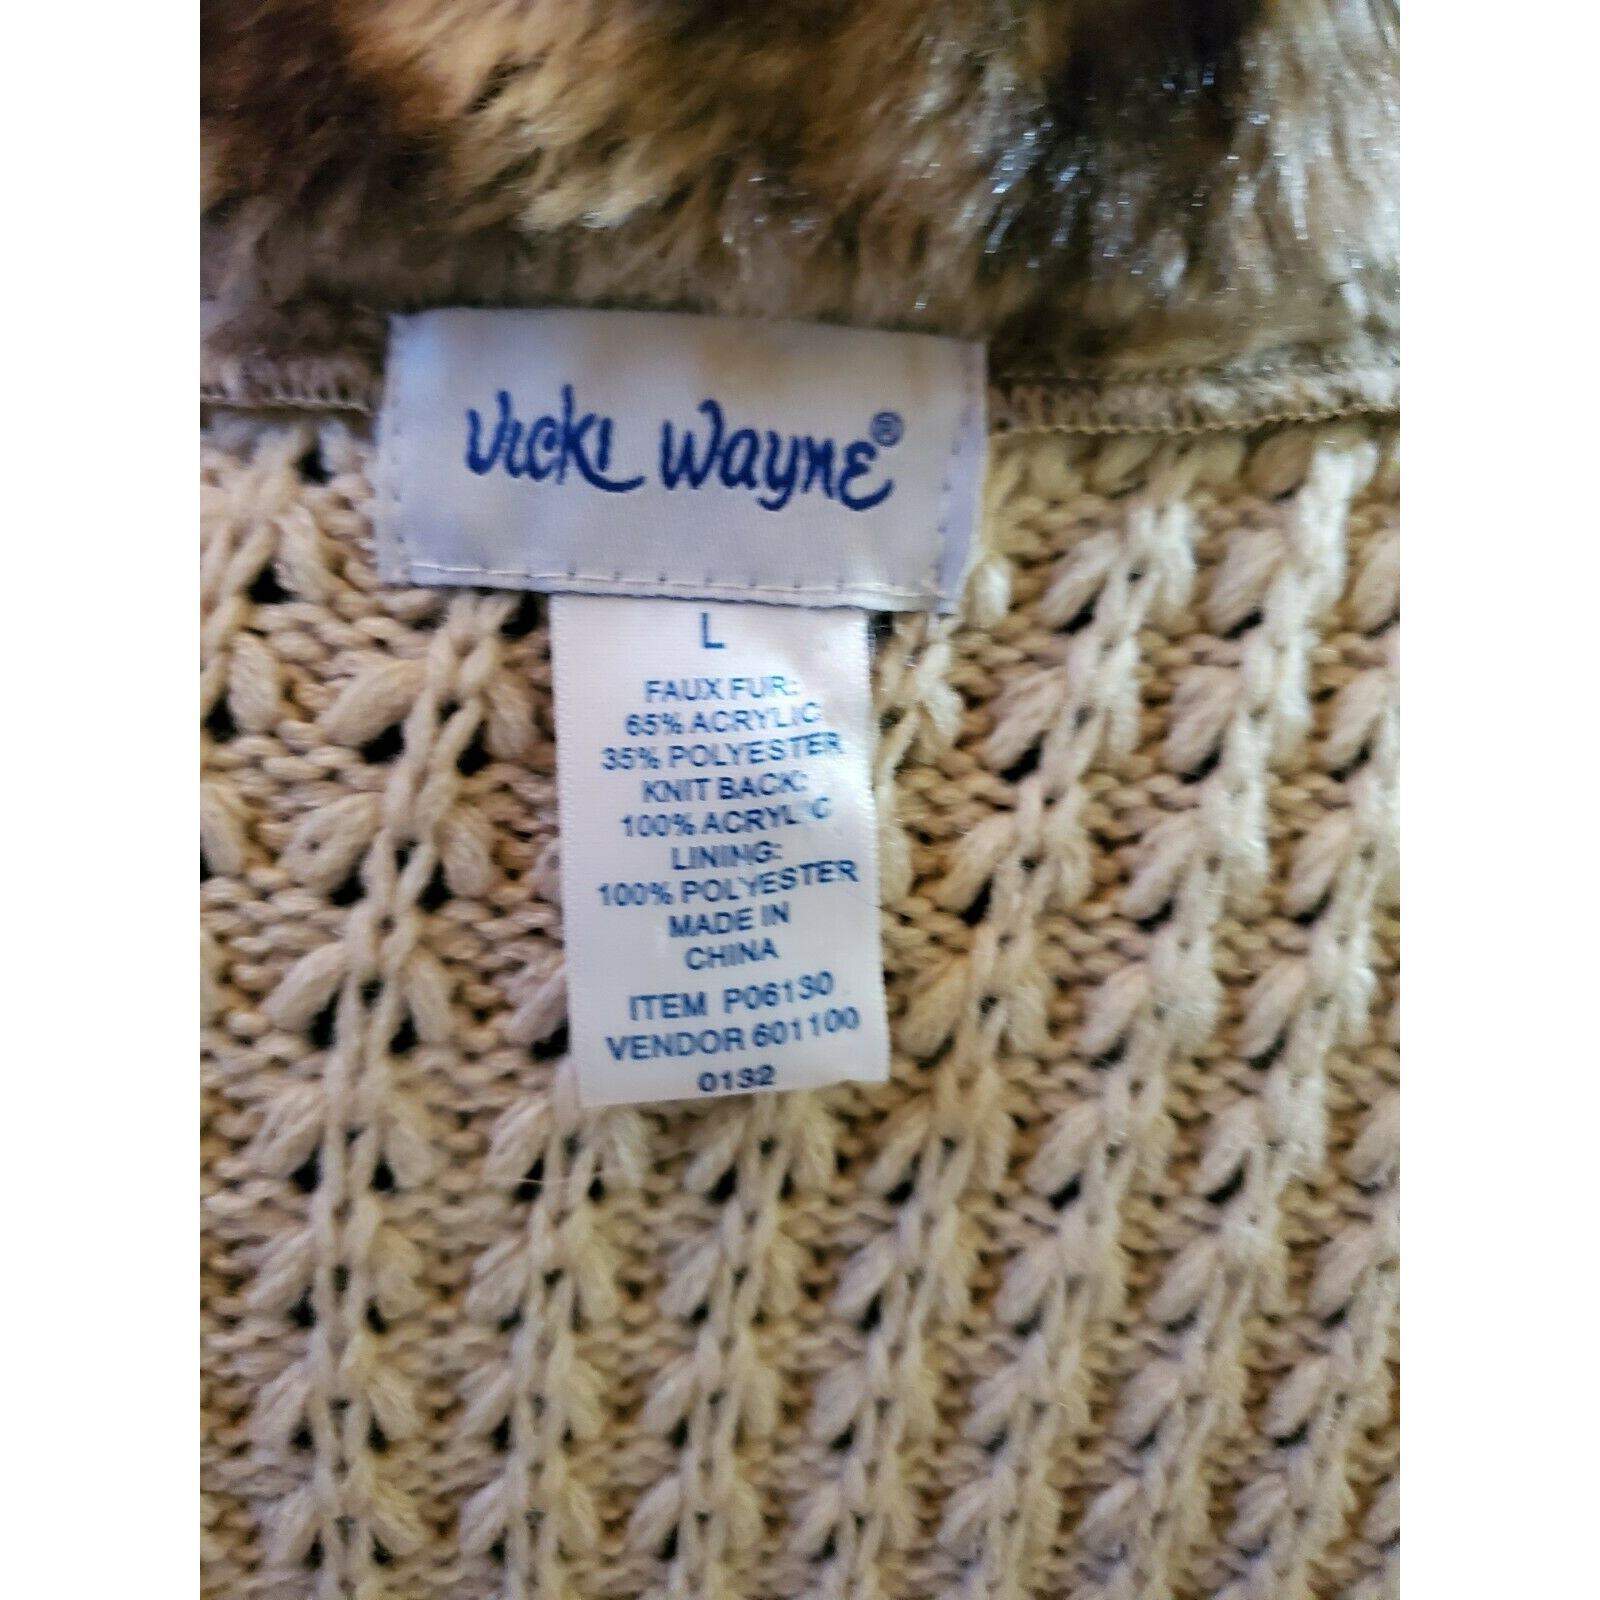 Vicki Wayne®
L
FAUX FUR:
65% ACRYLIC
35% POLYESTER
KNIT BACK:
100% ACRYLIC
LINING:
100% POLYESTER
MADE IN
CHINA
ITEM P06130
VENDOR 601100
0132